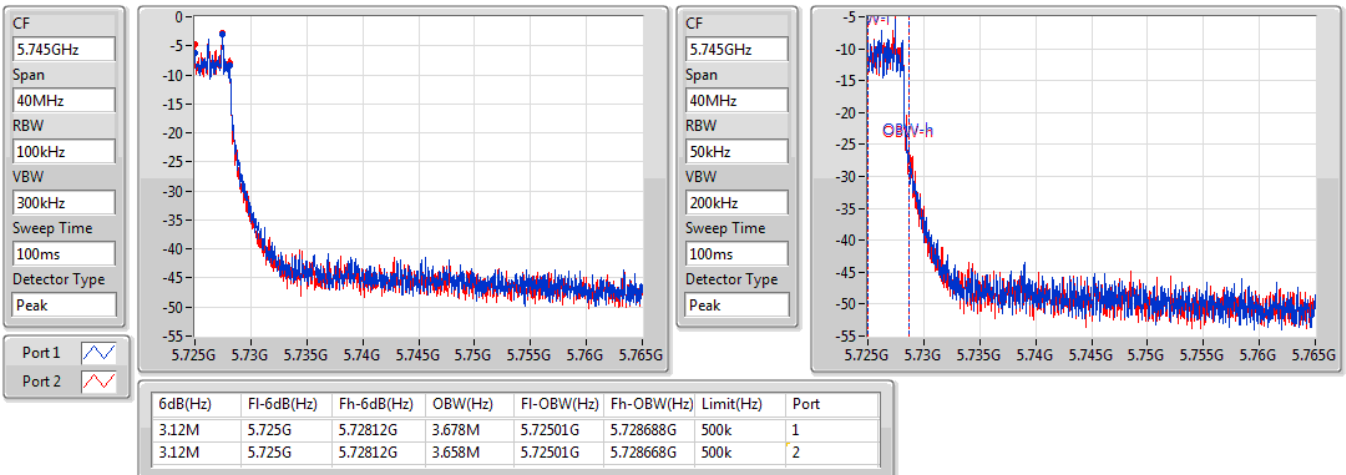 CF
5.745GHz
Span
40MHz
RBW
100kHz
VBW
300kHz
Sweep Time
100ms
Detector Type
Peak
Port 1
Port 2
0
-5
-10
-15
-20
-25
-30
-35
-40
-45
-50
-55
5.725G 5.73G 5.735G 5.74G 5.745G 5.75G 5.755G 5.76G 5.765G
CF
5.745GHz
Span
40MHz
RBW
50kHz
VBW
200kHz
Sweep Time
100ms
Detector Type
Peak
-5
-10
-15
-20
-25
-30
-35
-40
-45
-50
-55
OBW-h
5.725G 5.73G 5.735G 5.74G 5.745G 5.75G 5.755G 5.76G 5.765G
6dB(Hz) Fl-6dB(Hz) Fh-6dB(Hz) OBW(Hz) Fl-OBW(Hz) Fh-OBW(Hz) Limit(Hz) Port
3.12M 5.725G 5.72812G 3.678M 5.72501G 5.728688G 500k 1
3.12M 5.725G 5.72812G 3.658M 5.72501G 5.728668G 500k 2